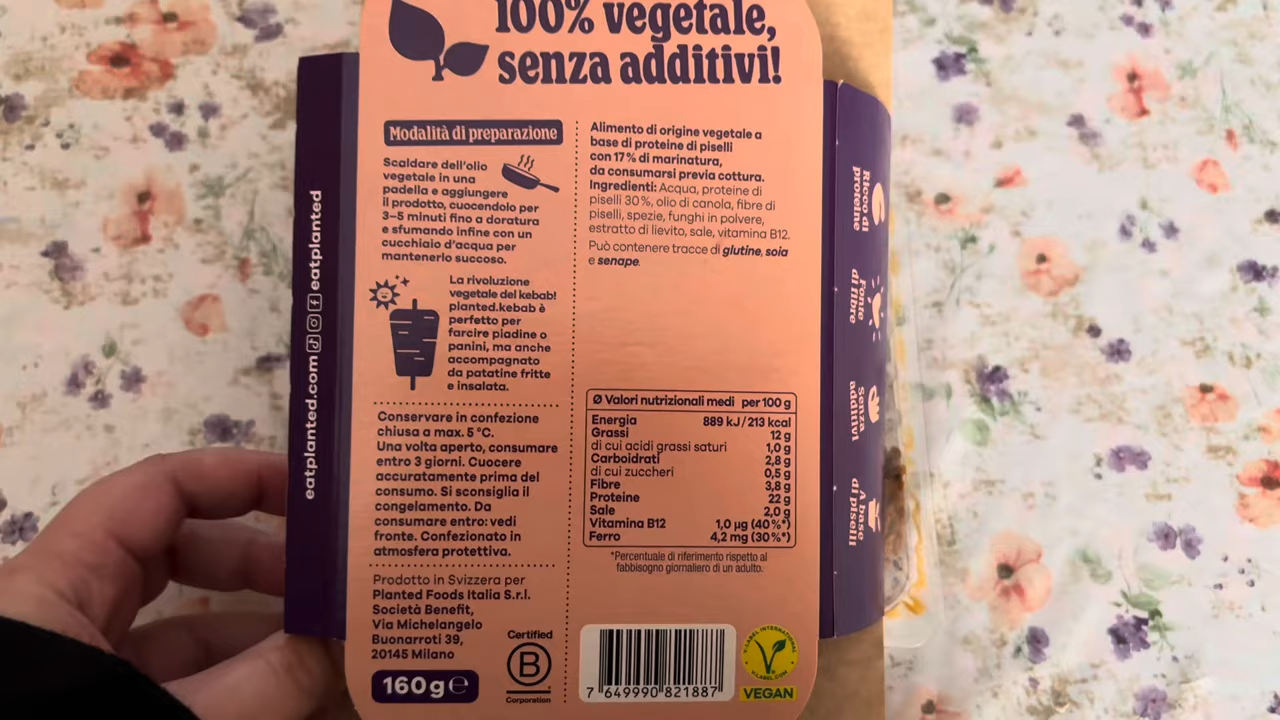 100% vegetale,
senza additivi!
Modalità di preparazione
Scaldare dell'olio
vegetale in una
padella e aggiungere
il prodotto, cuocendolo per
3–5 minuti fino a doratura
e sfumando infine con un
cucchiaio d'acqua per
mantenerlo succoso.
La rivoluzione
vegetale del kebab!
planted.kebab è
perfetto per
farcire piadine o
panini, ma anche
accompagnato
da patatine fritte
e insalata.
Conservare in confezione
chiusa a max. 5 °C.
Una volta aperto, consumare
entro 3 giorni. Cuocere
accuratamente prima del
consumo. Si sconsiglia il
congelamento. Da
consumare entro: vedi
fronte. Confezionato in
atmosfera protettiva.
Prodotto in Svizzera per
Planted Foods Italia S.r.l.
Società Benefit,
Via Michelangelo
Buonarroti 39,
20145 Milano
160 g e
Certified
B
Corporation
Alimento di origine vegetale a
base di proteine di piselli
con 17 % di marinatura,
da consumarsi previa cottura.
Ingredienti: Acqua, proteine di
piselli 30 %, olio di canola, fibre di
piselli, spezie, funghi in polvere,
estratto di lievito, sale, vitamina B12.
Può contenere tracce di glutine, soia
e senape.
Ø Valori nutrizionali medi per 100 g
Energia 889 kJ / 213 kcal
Grassi 12 g
di cui acidi grassi saturi 1,0 g
Carboidrati 2,8 g
di cui zuccheri 0,5 g
Fibre 3,8 g
Proteine 22 g
Sale 2,0 g
Vitamina B12 1,0 µg (40 %*)
Ferro 4,2 mg (30 %*)
*Percentuale di riferimento rispetto al
fabbisogno giornaliero di un adulto.
7 649990 821887
V-LABEL INTERNATIONAL
V-LABEL.COM
VEGAN
eatplanted.com eatplanted
Ricco di
proteine
Fonte
di fibre
Senza
additivi
A base
di piselli